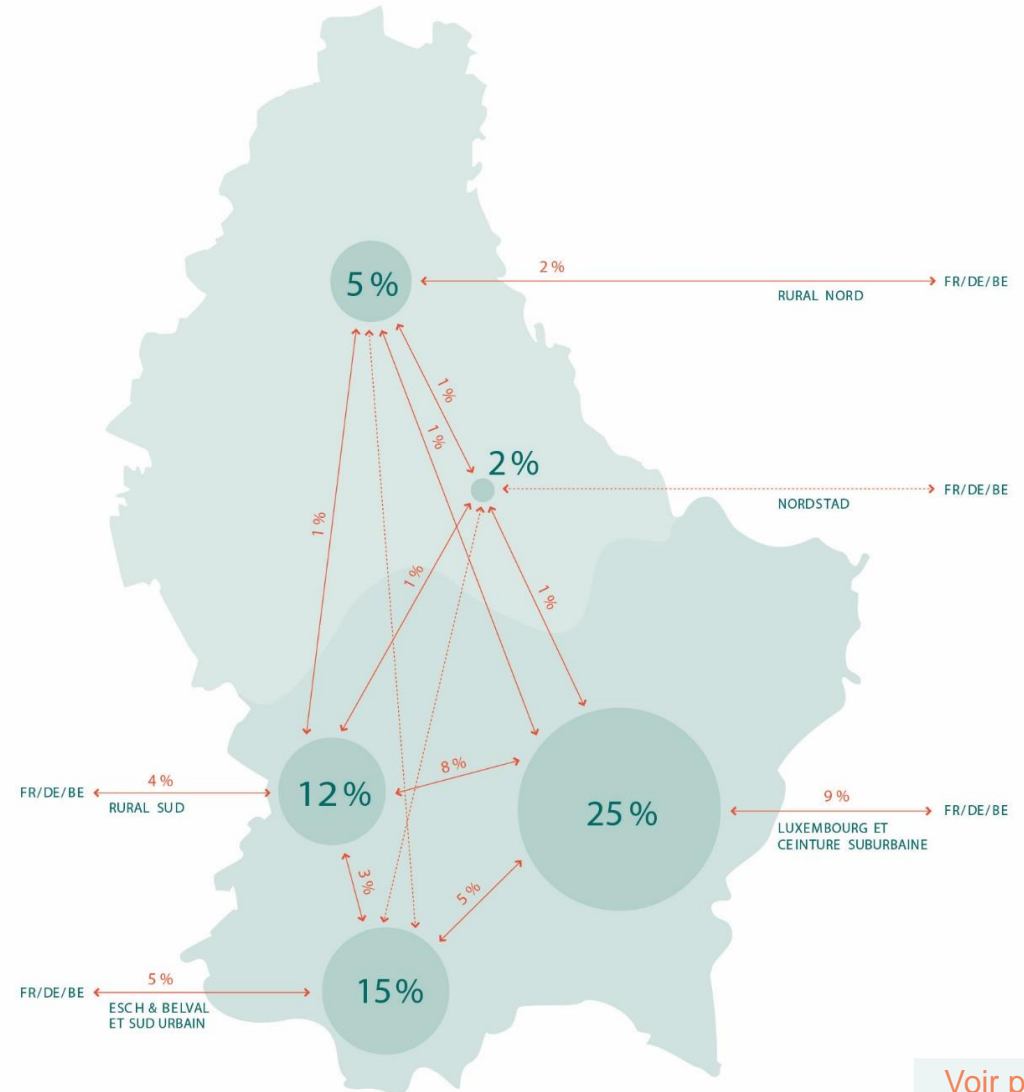 5 %
2 %
FR/DE/BE
RURAL NORD
1 %
1 %
2 %
FR/DE/BE
NORDSTAD
1 %
1 %
1 %
8 %
FR/DE/BE
4 %
RURAL SUD
12 %
25 %
9 %
FR/DE/BE
LUXEMBOURG ET
CEINTURE SUBURBAINE
3 %
5 %
5 %
FR/DE/BE
ESCH & BELVAL
ET SUD URBAIN
15 %
Voir p